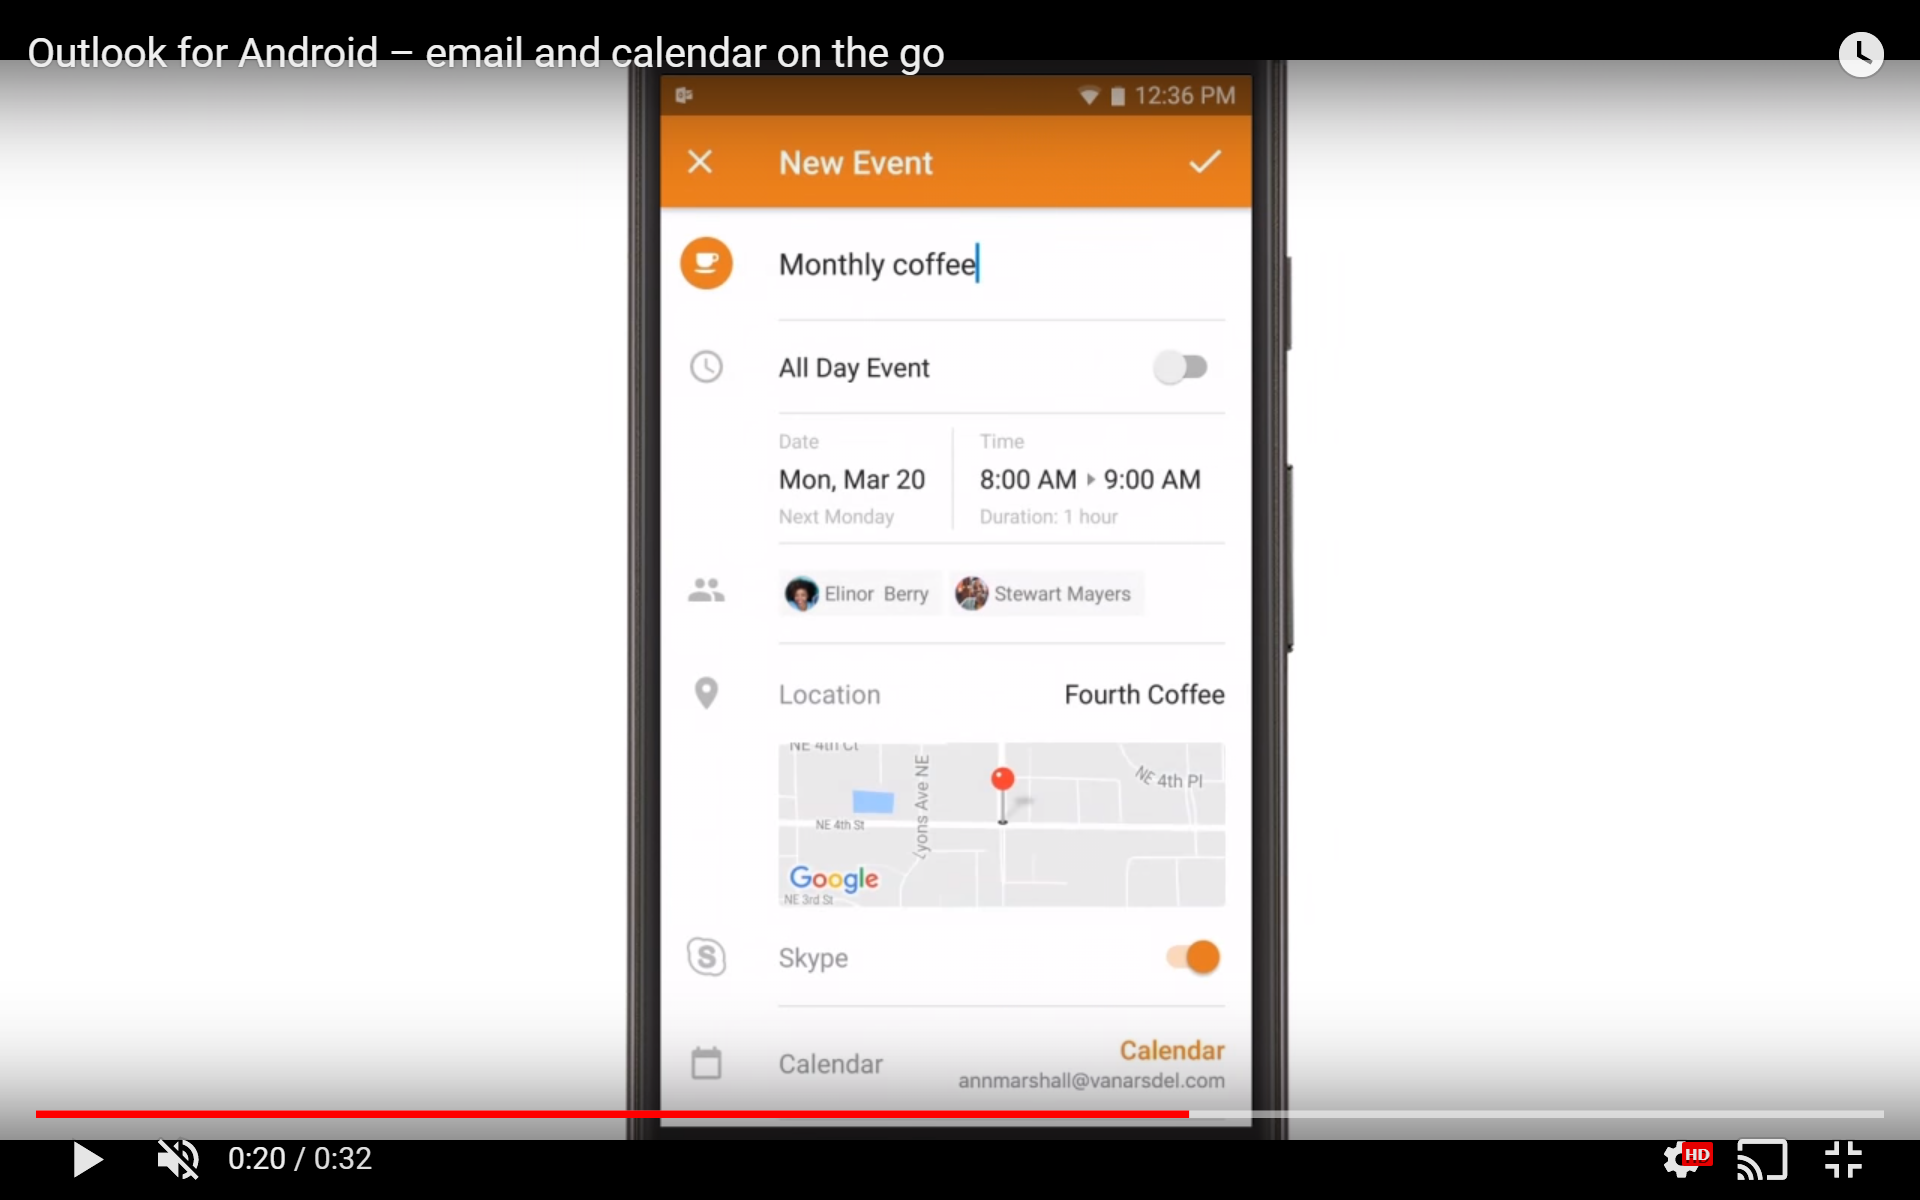 Outlook for Android – email and calendar on the go
12:36 PM
New Event
Monthly coffee
All Day Event
Date
Time
Mon, Mar 20
8:00 AM ▸ 9:00 AM
Next Monday
Duration: 1 hour
Elinor Berry
Stewart Mayers
Location
Fourth Coffee
NE 4th Ct
Lyons Ave NE
NE 4th Pl
NE 4th St
Google
NE 3rd St
Skype
Calendar
Calendar
annmarshall@vanarsdel.com
0:20 / 0:32
HD